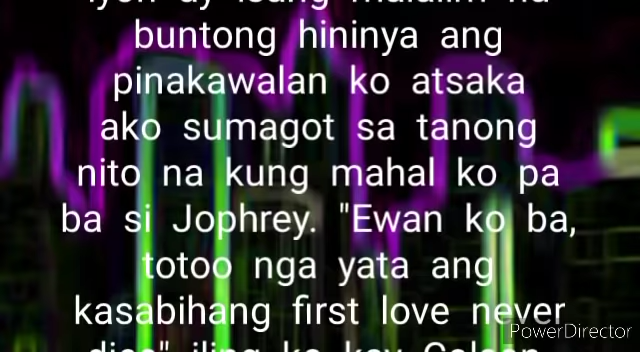 buntong hininya ang
pinakawalan ko atsaka
ako sumagot sa tanong
nito na kung mahal ko pa
ba si Jophrey. "Ewan ko ba,
totoo nga yata ang
kasabihang first love never
PowerDirector